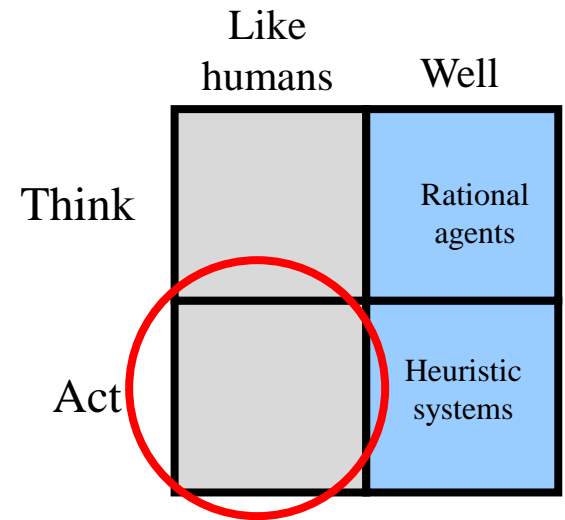 Like
humans
Well
Think
Rational
agents
Act
Heuristic
systems